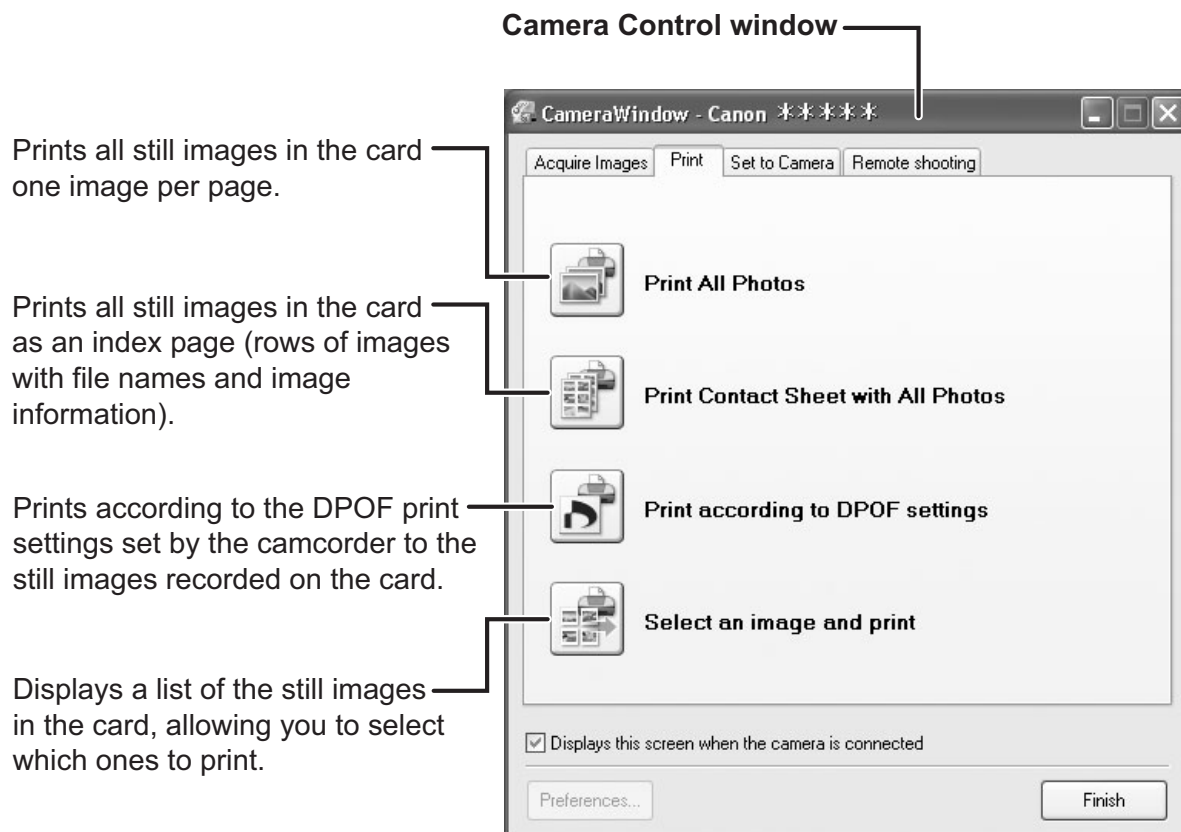 Camera Control window
CameraWindow - Canon *****
Acquire Images Print Set to Camera Remote shooting
Prints all still images in the card
one image per page.
Print All Photos
Prints all still images in the card
as an index page (rows of images
with file names and image
information).
Print Contact Sheet with All Photos
Prints according to the DPOF print
settings set by the camcorder to the
still images recorded on the card.
Print according to DPOF settings
Select an image and print
Displays a list of the still images
in the card, allowing you to select
which ones to print.
Displays this screen when the camera is connected
Preferences... Finish